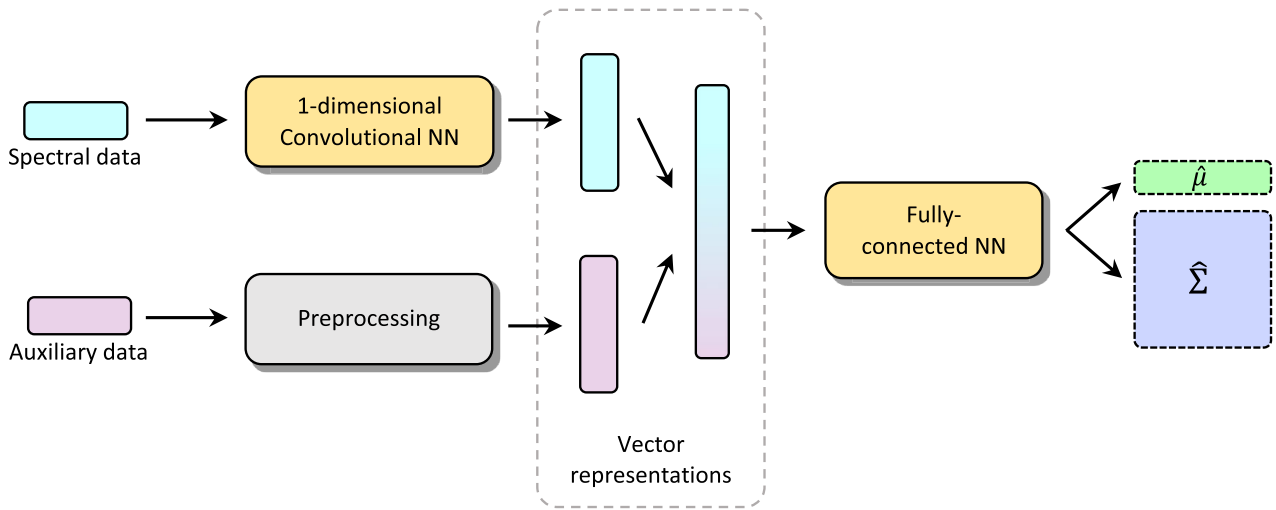 Spectral data
1-dimensional
Convolutional NN
Auxiliary data
Preprocessing
Vector
representations
Fully-
connected NN
μ̂
Σ̂